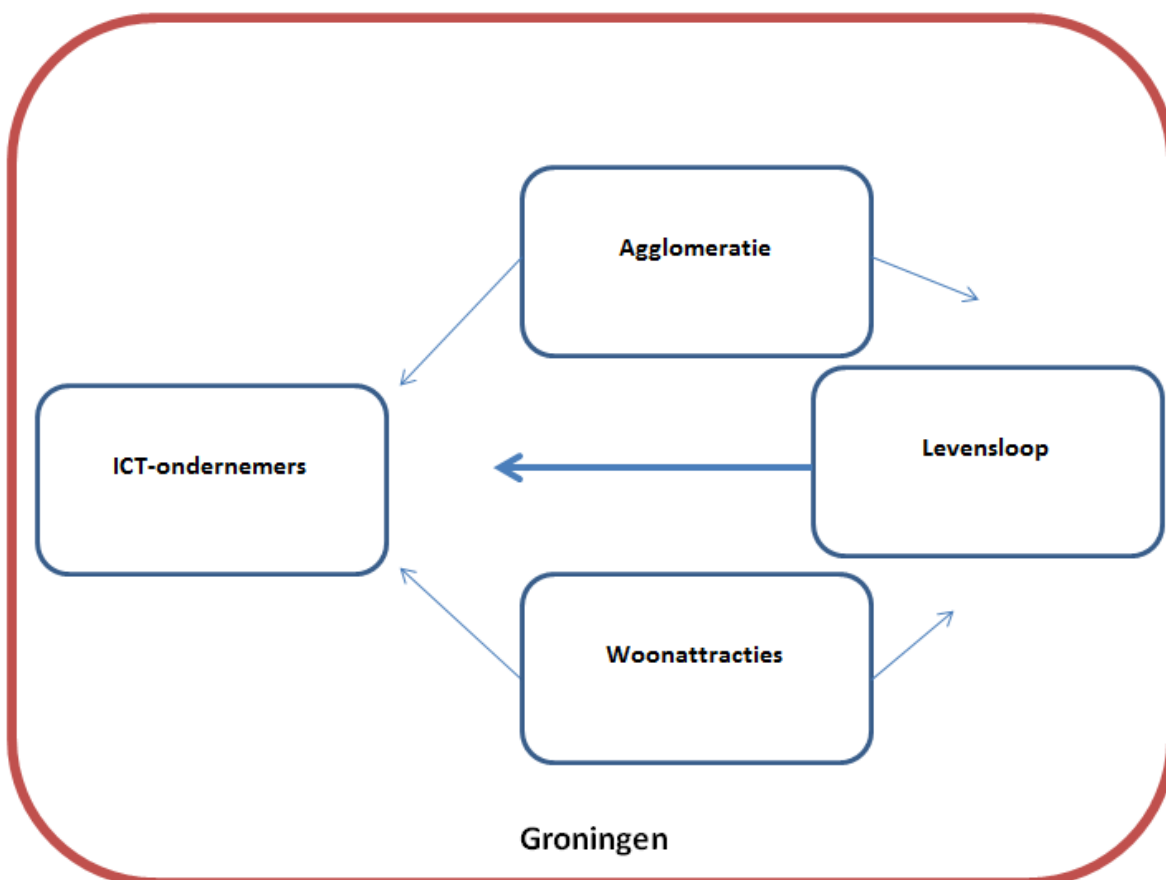 Agglomeratie
Levensloop
ICT-ondernemers
Woonattracties
Groningen